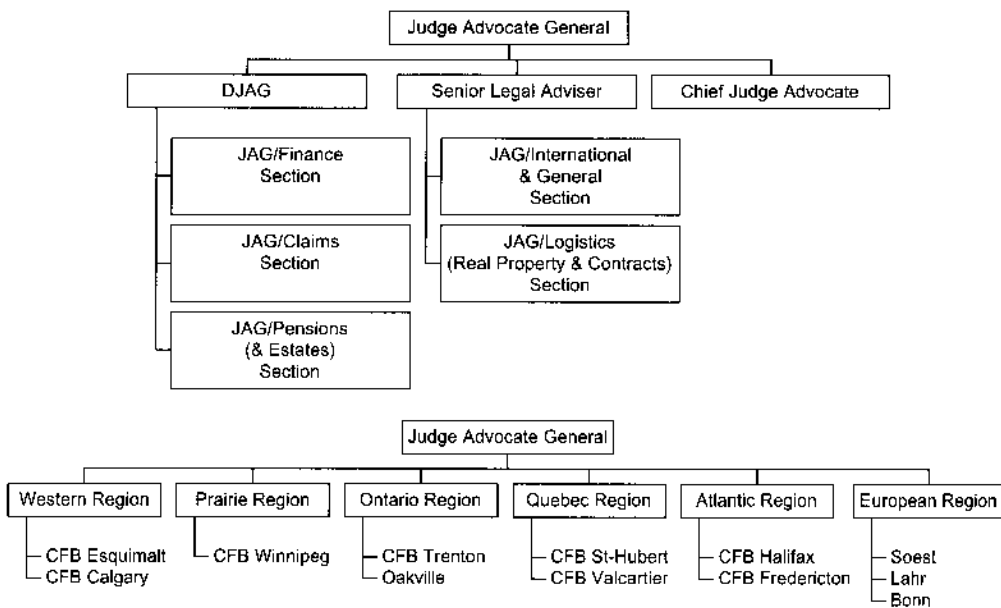 Judge Advocate General
DJAG
Senior Legal Adviser
Chief Judge Advocate
JAG/Finance
Section
JAG/International
& General
Section
JAG/Claims
Section
JAG/Logistics
(Real Property & Contracts)
Section
JAG/Pensions
(& Estates)
Section
Judge Advocate General
Western Region
Prairie Region
Ontario Region
Quebec Region
Atlantic Region
European Region
CFB Esquimalt
CFB Calgary
CFB Winnipeg
CFB Trenton
Oakville
CFB St-Hubert
CFB Valcartier
CFB Halifax
CFB Fredericton
Soest
Lahr
Bonn